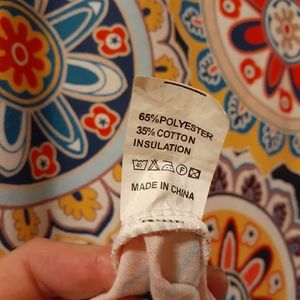 65%POLYESTER
35%COTTON
INSULATION
MADE IN CHINA